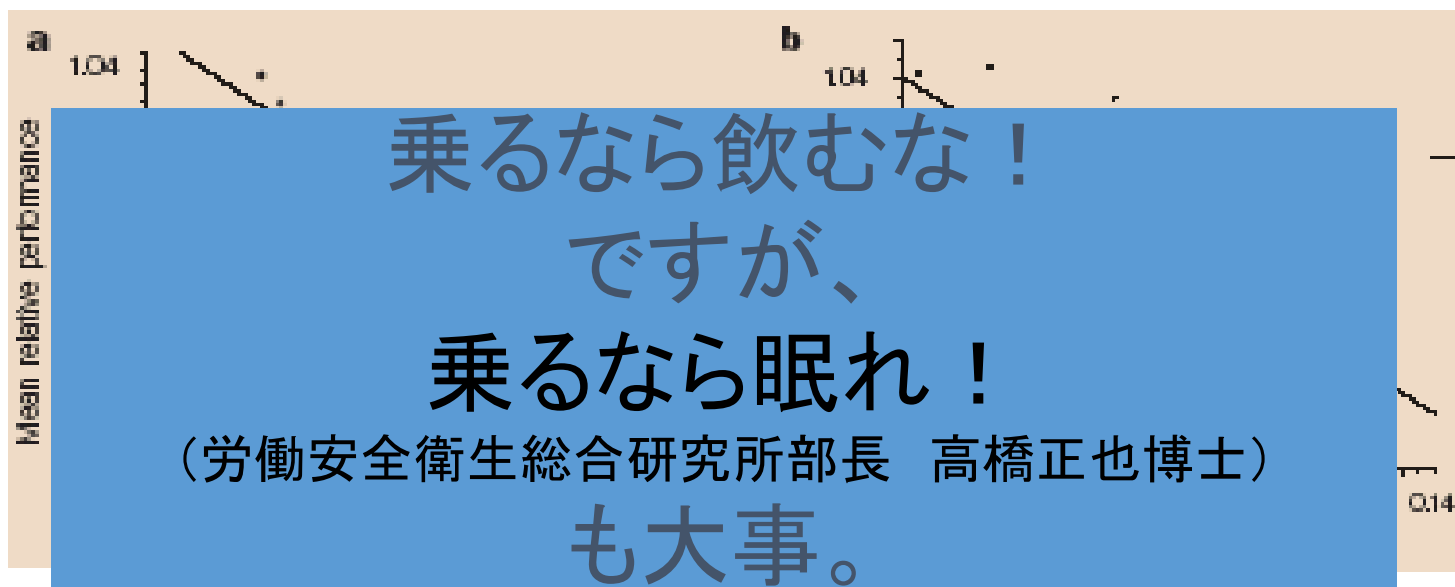 a
b
1.04
1.04
Mean relative performance
乗るなら飲むな！
ですが、
乗るなら眠れ！
（労働安全衛生総合研究所部長　高橋正也博士）
も大事。
0.14